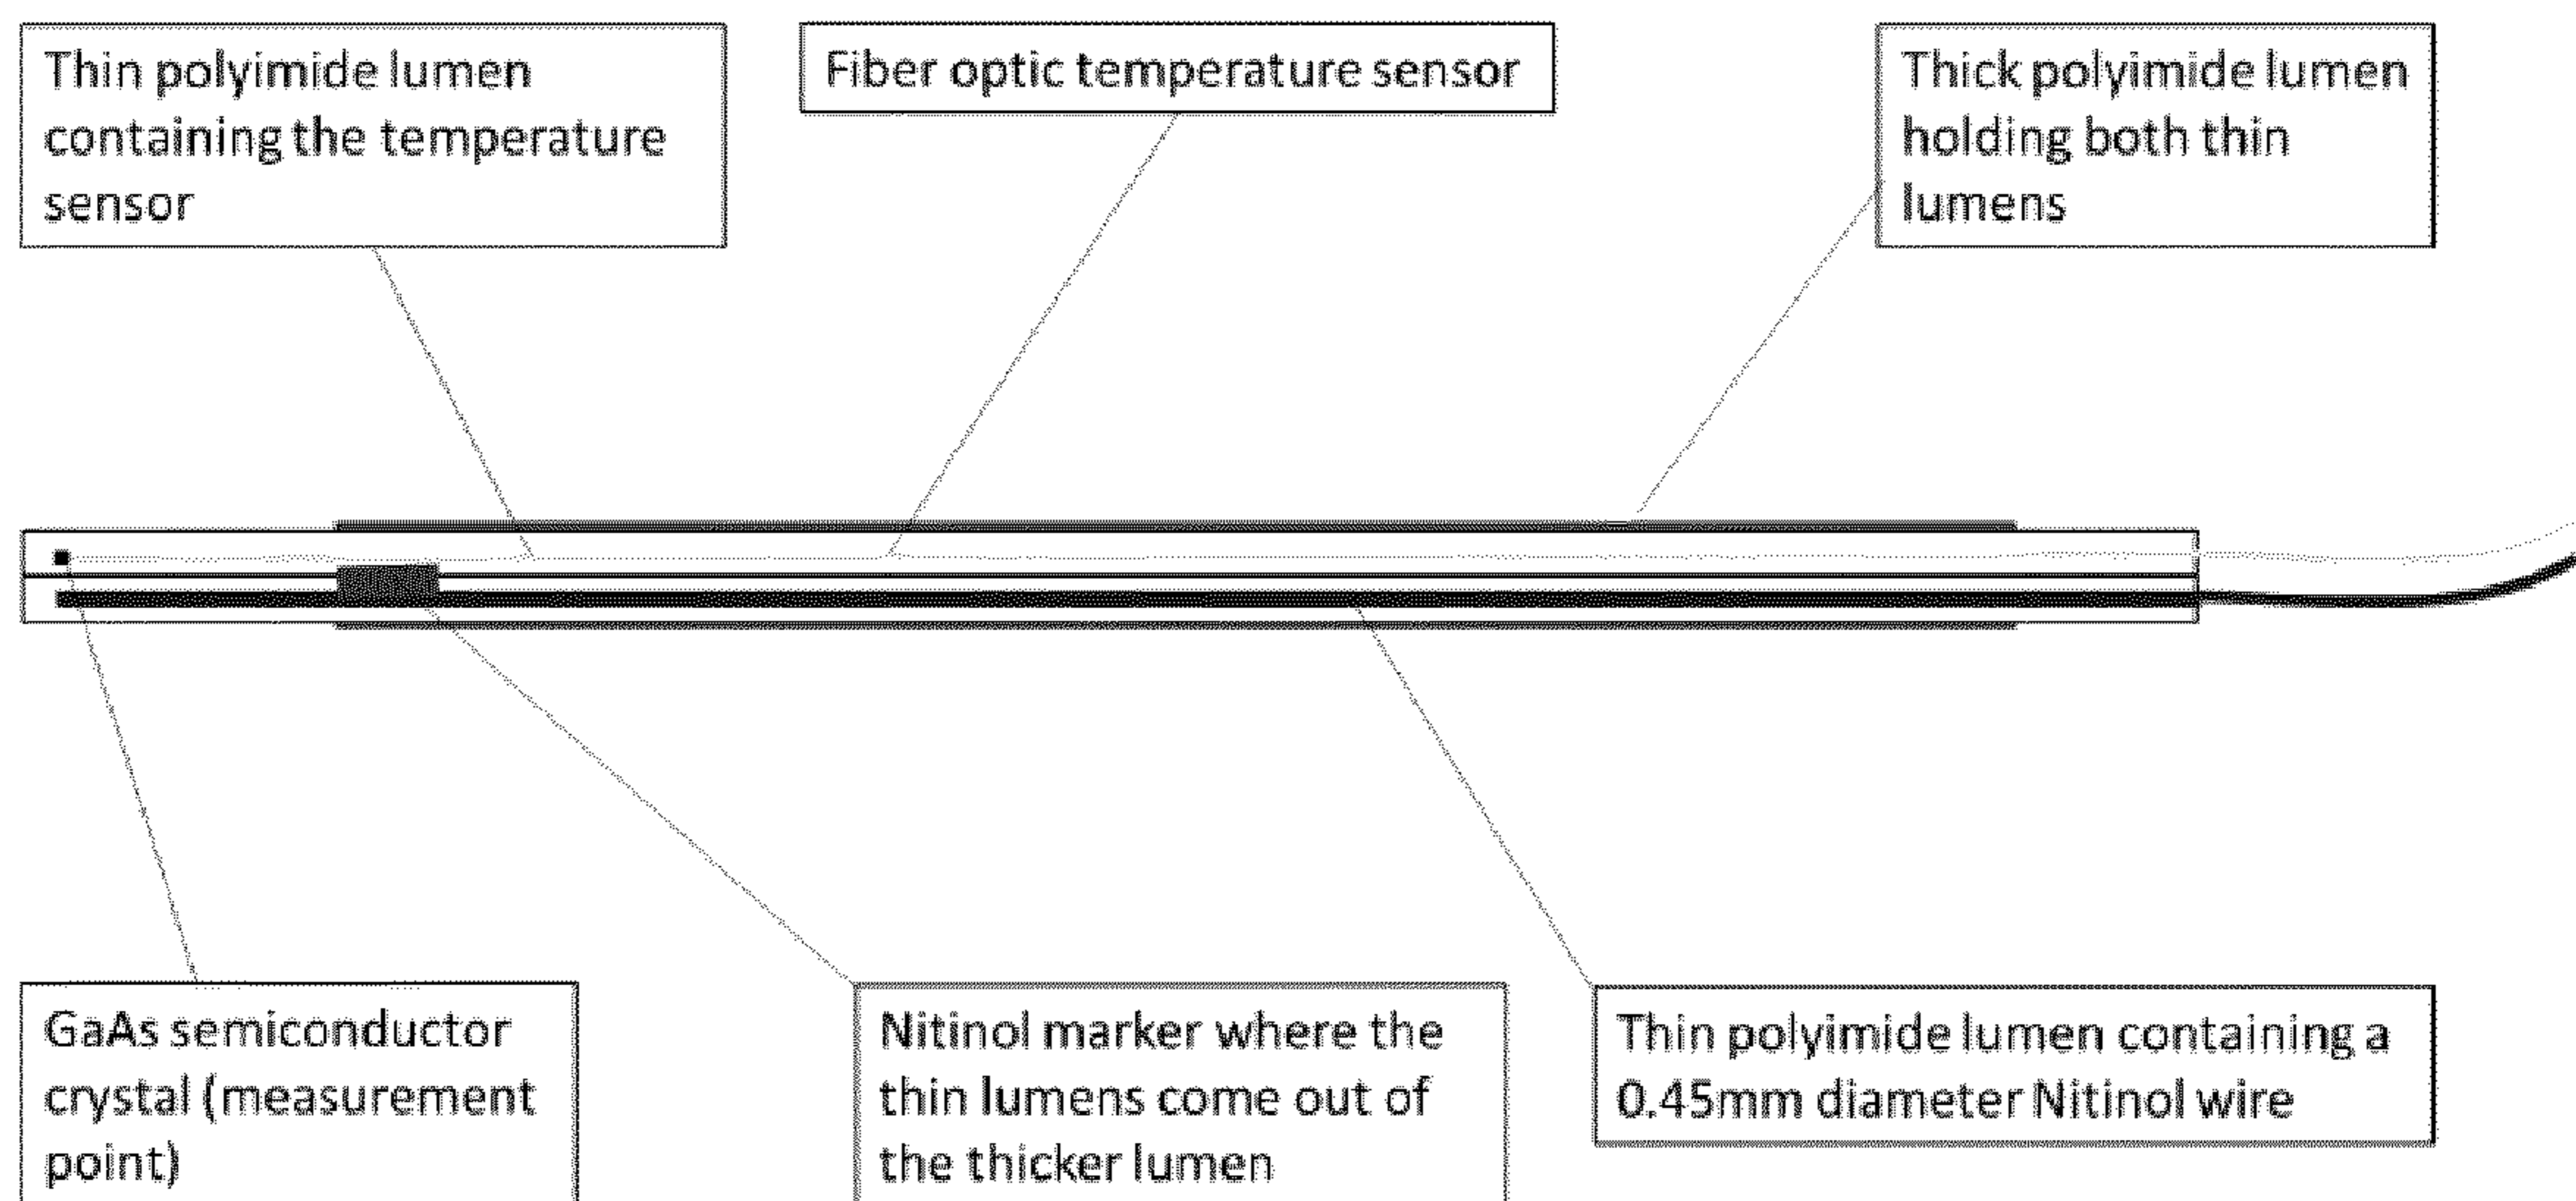 Thin polyimide lumen
containing the temperature
sensor
Fiber optic temperature sensor
Thick polyimide lumen
holding both thin
lumens
GaAs semiconductor
crystal (measurement
point)
Nitinol marker where the
thin lumens come out of
the thicker lumen
Thin polyimide lumen containing a
0.45mm diameter Nitinol wire